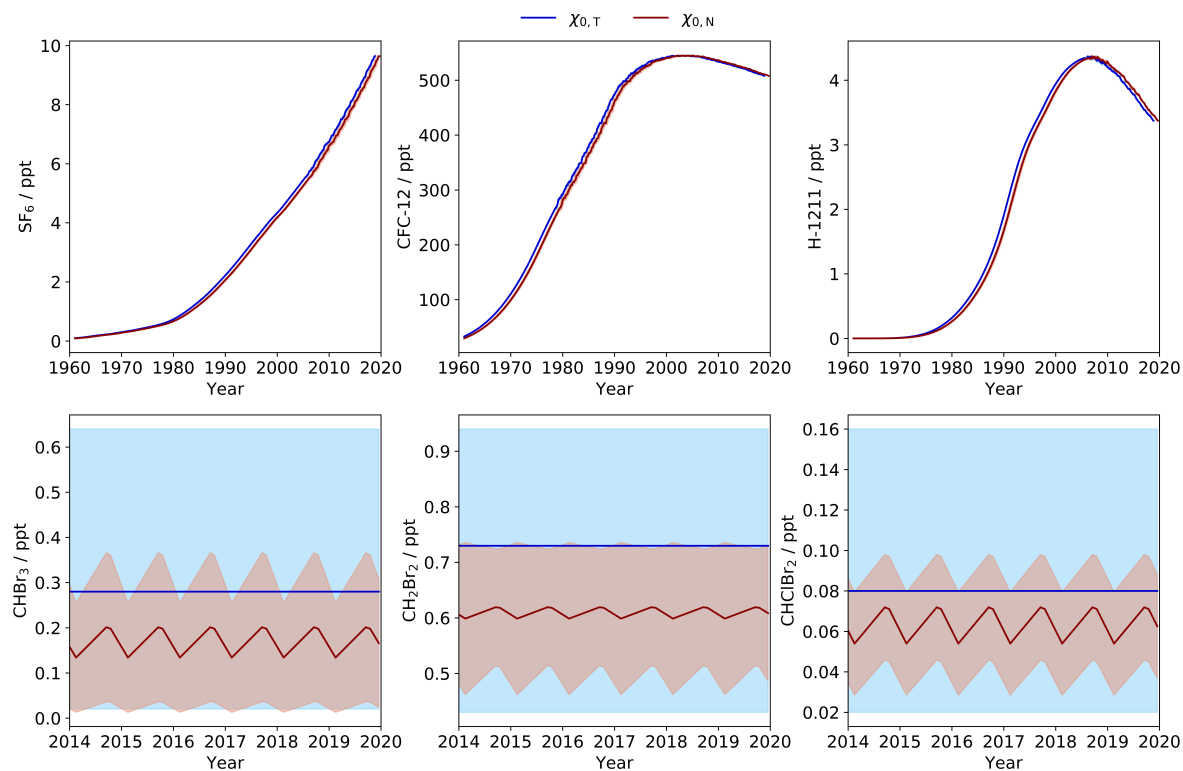 χ₀,T χ₀,N
SF₆ / ppt
10
8
6
4
2
0
1960 1970 1980 1990 2000 2010 2020
Year
CFC-12 / ppt
500
400
300
200
100
1960 1970 1980 1990 2000 2010 2020
Year
H-1211 / ppt
4
3
2
1
0
1960 1970 1980 1990 2000 2010 2020
Year
CHBr₃ / ppt
0.6
0.5
0.4
0.3
0.2
0.1
0.0
2014 2015 2016 2017 2018 2019 2020
Year
CH₂Br₂ / ppt
0.9
0.8
0.7
0.6
0.5
2014 2015 2016 2017 2018 2019 2020
Year
CHClBr₂ / ppt
0.16
0.14
0.12
0.10
0.08
0.06
0.04
0.02
2014 2015 2016 2017 2018 2019 2020
Year